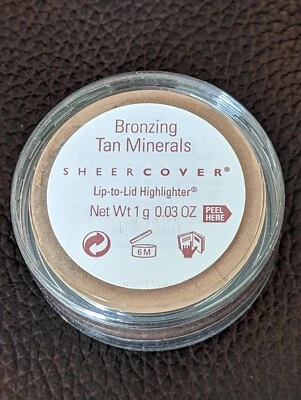 Bronzing
Tan Minerals
SHEERCOVER®
Lip-to-Lid Highlighter®
Net Wt 1 g 0.03 OZ
PEEL
HERE
6M